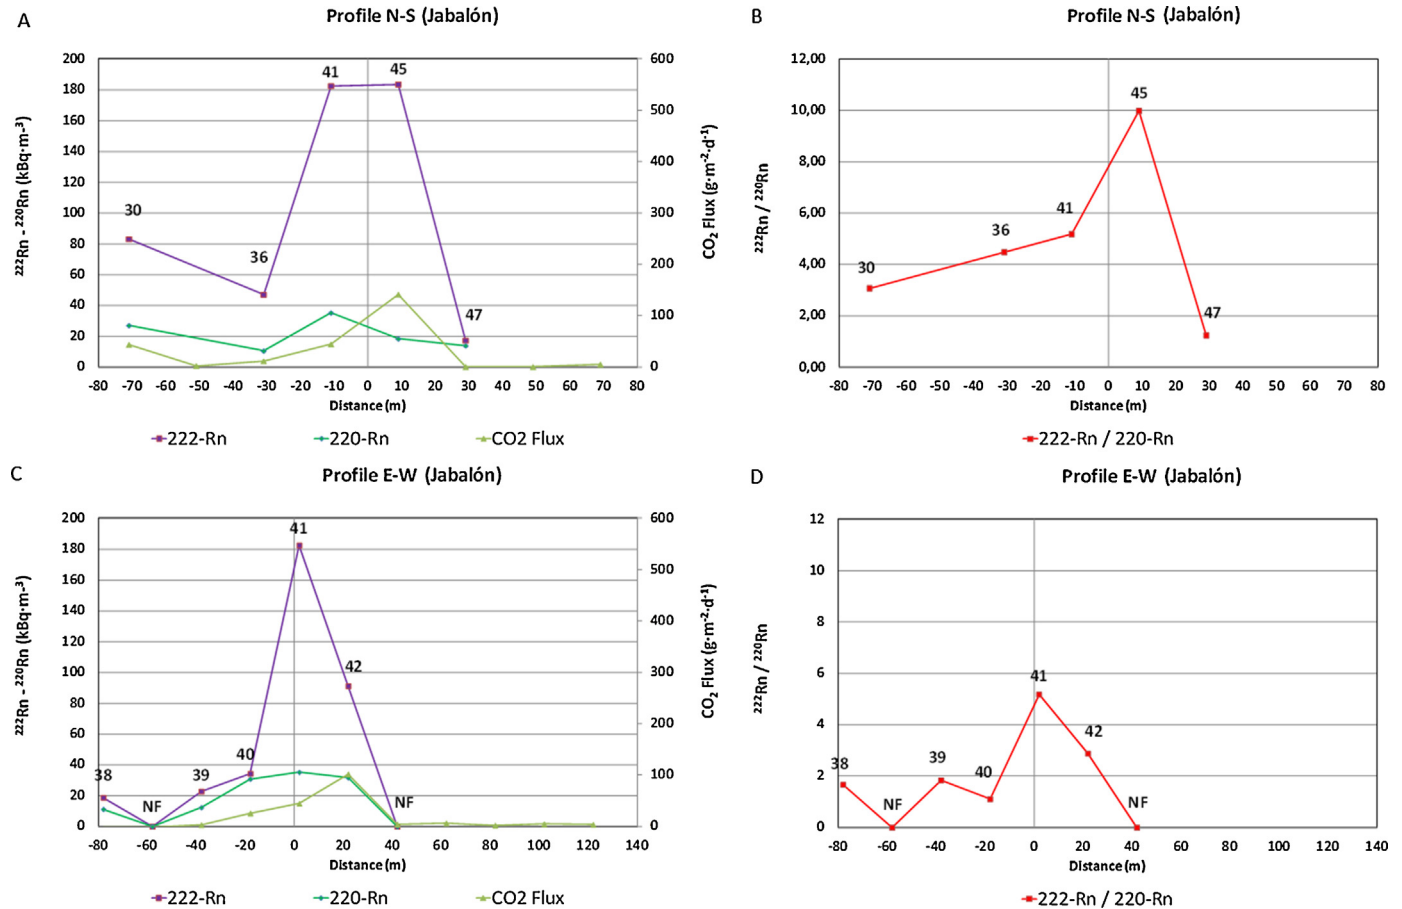 A
Profile N-S (Jabalón)
200
180
160
140
120
100
80
60
40
20
0
600
500
400
300
200
100
0
²²²Rn - ²²⁰Rn (kBq·m-³)
CO₂ Flux (g·m⁻²·d⁻¹)
30
36
41
45
47
-80 -70 -60 -50 -40 -30 -20 -10 0 10 20 30 40 50 60 70 80
Distance (m)
222-Rn 220-Rn CO2 Flux
B
Profile N-S (Jabalón)
12,00
10,00
8,00
6,00
4,00
2,00
0,00
²²²Rn / ²²⁰Rn
30
36
41
45
47
-80 -70 -60 -50 -40 -30 -20 -10 0 10 20 30 40 50 60 70 80
Distance (m)
222-Rn / 220-Rn
C
Profile E-W (Jabalón)
200
180
160
140
120
100
80
60
40
20
0
600
500
400
300
200
100
0
²²²Rn - ²²⁰Rn (kBq·m-³)
CO₂ Flux (g·m⁻²·d⁻¹)
38
NF
39
40
41
42
NF
-80 -60 -40 -20 0 20 40 60 80 100 120 140
Distance (m)
222-Rn 220-Rn CO2 Flux
D
Profile E-W (Jabalón)
12
10
8
6
4
2
0
²²²Rn / ²²⁰Rn
38
NF
39
40
41
42
NF
-80 -60 -40 -20 0 20 40 60 80 100 120 140
Distance (m)
222-Rn / 220-Rn